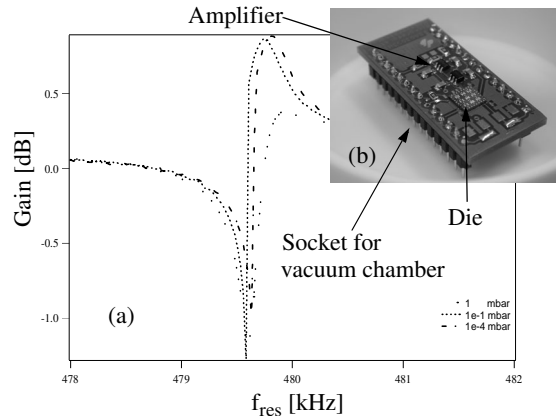 Amplifier
0.5
0.0
-0.5
-1.0
Gain [dB]
(b)
Die
Socket for
vacuum chamber
(a)
1 mbar
1e-1 mbar
1e-4 mbar
478
479
480
481
482
f_res [kHz]